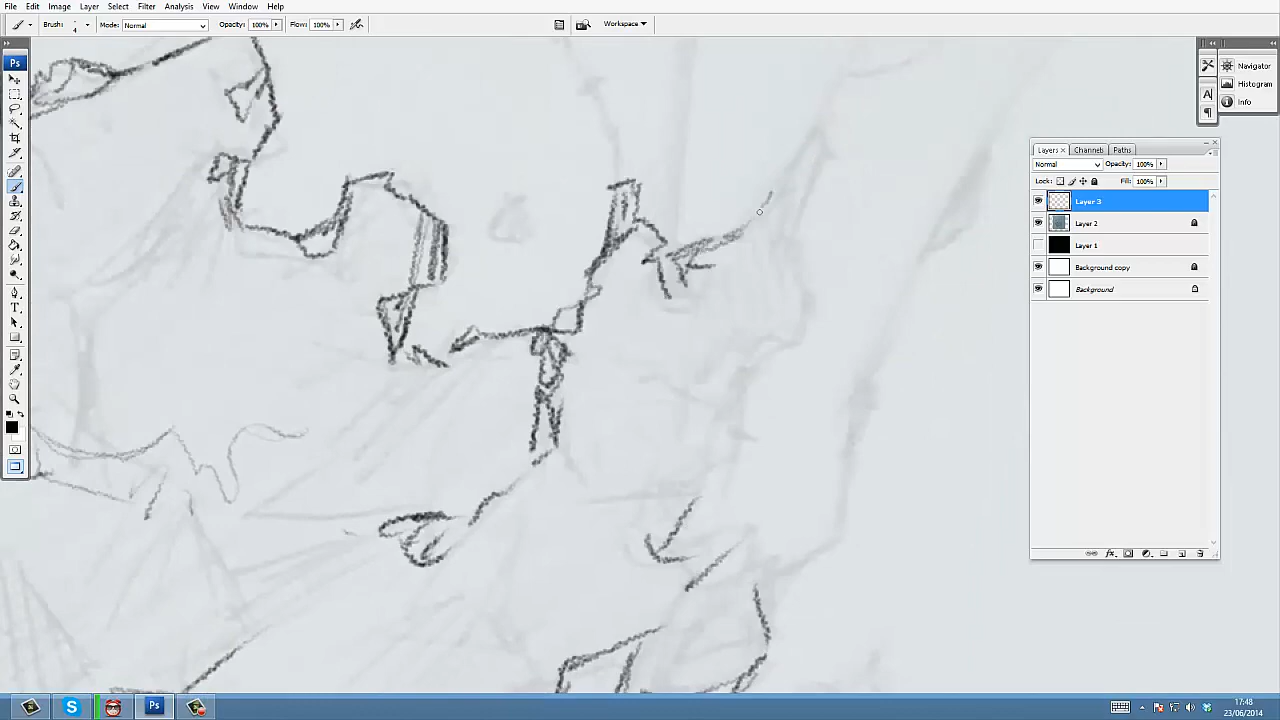 File Edit Image Layer Select Filter Analysis View Window Help
Brush: 4 Mode: Normal Opacity: 100% Flow: 100% Workspace
Ps
Navigator
Histogram
Info
Layers Channels Paths
Normal Opacity: 100%
Lock: Fill: 100%
Layer 3
Layer 2
Layer 1
Background copy
Background
17:48
23/06/2014